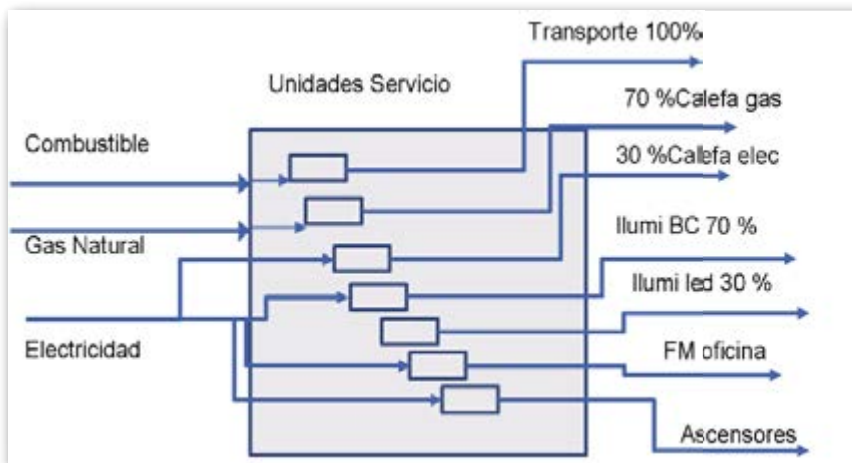 Transporte 100%
Unidades Servicio
70 %Calefa gas
Combustible
30 %Calefa elec
Ilumi BC 70 %
Gas Natural
Ilumi led 30 %
Electricidad
FM oficina
Ascensores